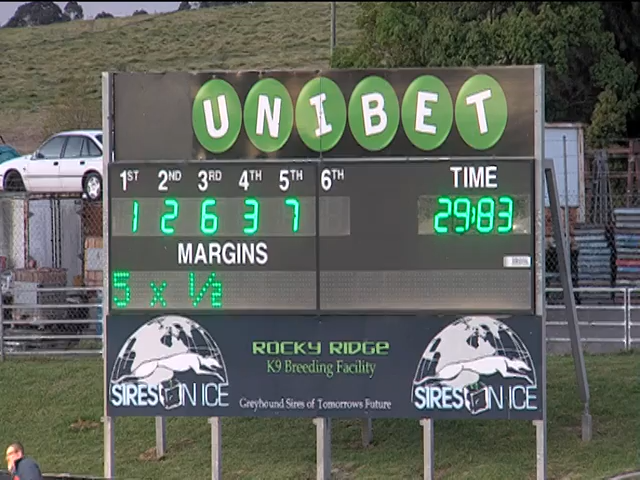 UNIBET
1ST 2ND 3RD 4TH 5TH 6TH TIME
1 2 6 3 7 29:83
MARGINS
5 x ½
ROCKY RIDGE
K9 Breeding Facility
SIRES ON ICE SIRES ON ICE
Greyhound Sires of Tomorrows Future